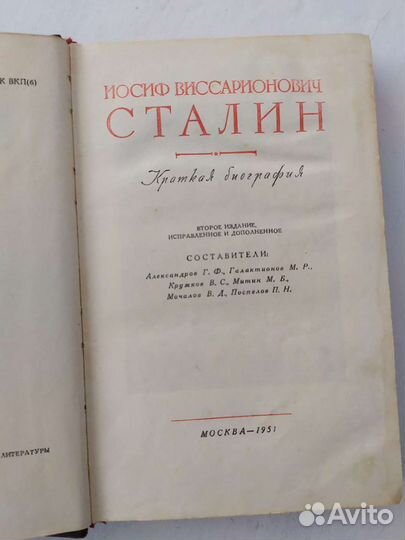 К ВКП(б)
ИОСИФ ВИССАРИОНОВИЧ
СТАЛИН
Краткая биография
ВТОРОЕ ИЗДАНИЕ,
ИСПРАВЛЕННОЕ И ДОПОЛНЕННОЕ
СОСТАВИТЕЛИ:
Александров Г. Ф., Галактионов М. Р.,
Кружков В. С., Митин М. Б.,
Мочалов В. Д., Поспелов П. Н.
МОСКВА—1951
ЛИТЕРАТУРЫ
Avito